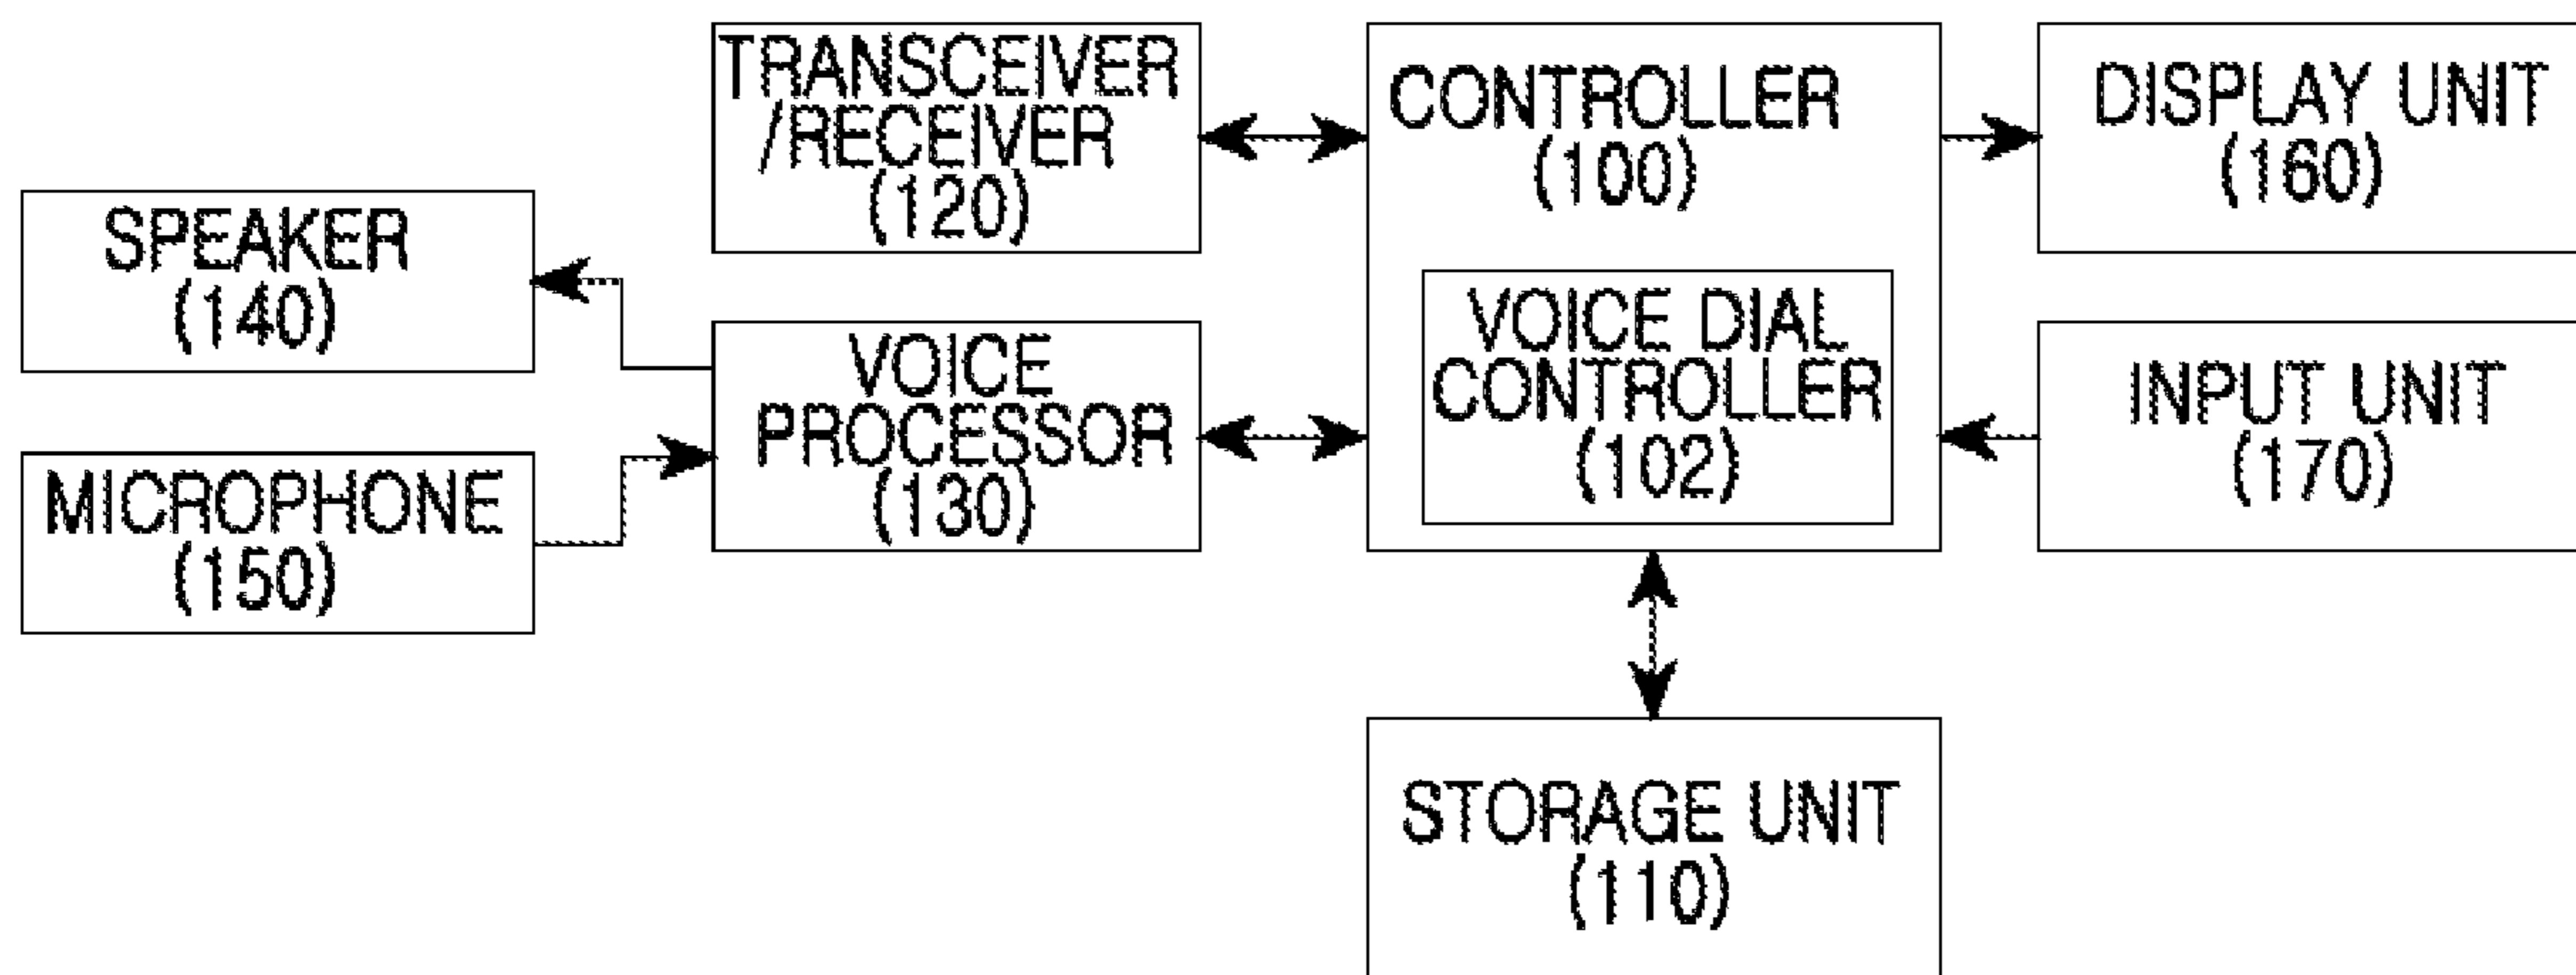 TRANSCEIVER
/RECEIVER
(120)
CONTROLLER
(100)
DISPLAY UNIT
(160)
SPEAKER
(140)
VOICE
PROCESSOR
(130)
VOICE DIAL
CONTROLLER
(102)
INPUT UNIT
(170)
MICROPHONE
(150)
STORAGE UNIT
(110)